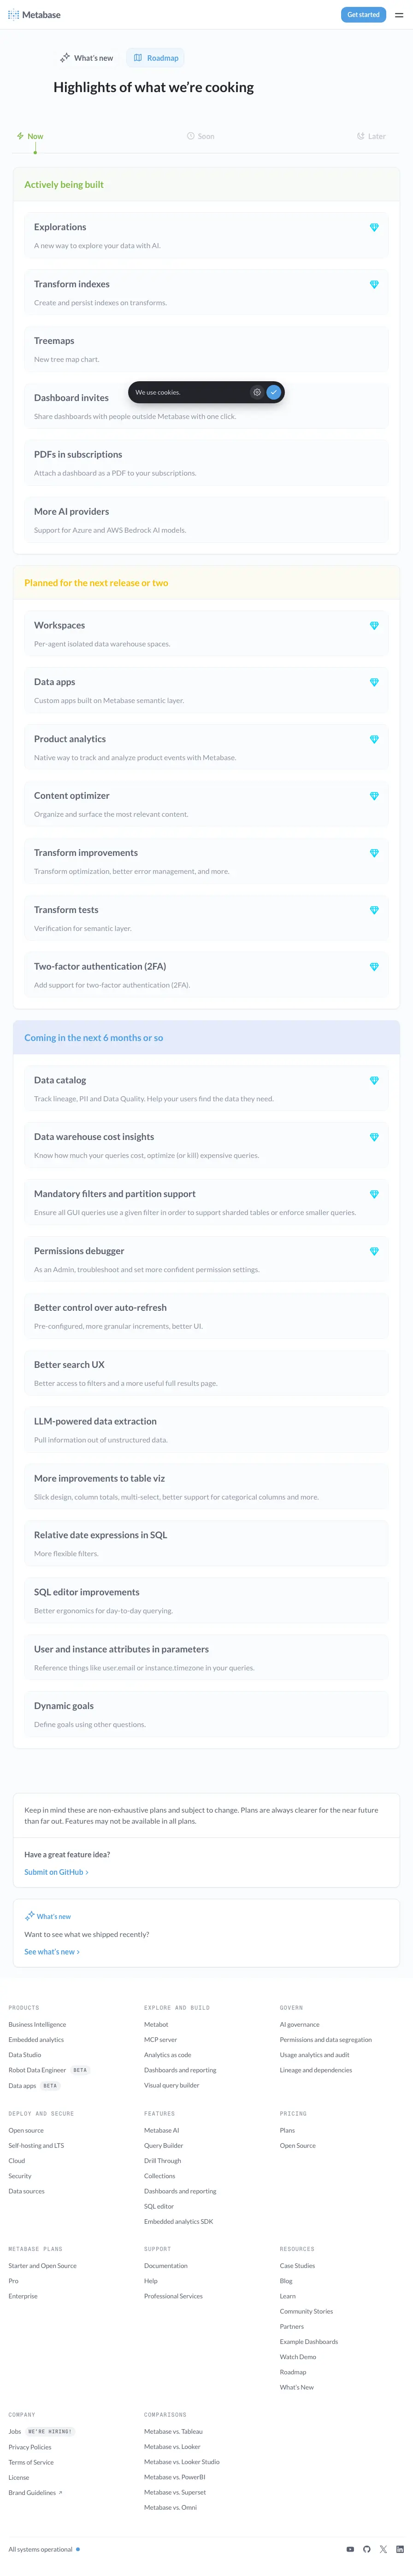 Metabase
Get started
What's new
Roadmap
Highlights of what we're cooking
Now
Soon
Later
Actively being built
Explorations
A new way to explore your data with AI.
Transform indexes
Create and persist indexes on transforms.
Treemaps
New tree map chart.
We use cookies.
Dashboard invites
Share dashboards with people outside Metabase with one click.
PDFs in subscriptions
Attach a dashboard as a PDF to your subscriptions.
More AI providers
Support for Azure and AWS Bedrock AI models.
Planned for the next release or two
Workspaces
Per-agent isolated data warehouse spaces.
Data apps
Custom apps built on Metabase semantic layer.
Product analytics
Native way to track and analyze product events with Metabase.
Content optimizer
Organize and surface the most relevant content.
Transform improvements
Transform optimization, better error management, and more.
Transform tests
Verification for semantic layer.
Two-factor authentication (2FA)
Add support for two-factor authentication (2FA).
Coming in the next 6 months or so
Data catalog
Track lineage, PII and Data Quality. Help your users find the data they need.
Data warehouse cost insights
Know how much your queries cost, optimize (or kill) expensive queries.
Mandatory filters and partition support
Ensure all GUI queries use a given filter in order to support sharded tables or enforce smaller queries.
Permissions debugger
As an Admin, troubleshoot and set more confident permission settings.
Better control over auto-refresh
Pre-configured, more granular increments, better UI.
Better search UX
Better access to filters and a more useful full results page.
LLM-powered data extraction
Pull information out of unstructured data.
More improvements to table viz
Slick design, column totals, multi-select, better support for categorical columns and more.
Relative date expressions in SQL
More flexible filters.
SQL editor improvements
Better ergonomics for day-to-day querying.
User and instance attributes in parameters
Reference things like user.email or instance.timezone in your queries.
Dynamic goals
Define goals using other questions.
Keep in mind these are non-exhaustive plans and subject to change. Plans are always clearer for the near future
than far out. Features may not be available in all plans.
Have a great feature idea?
Submit on GitHub
What's new
Want to see what we shipped recently?
See what's new
PRODUCTS
Business Intelligence
Embedded analytics
Data Studio
Robot Data Engineer BETA
Data apps BETA
EXPLORE AND BUILD
Metabot
MCP server
Analytics as code
Dashboards and reporting
Visual query builder
GOVERN
AI governance
Permissions and data segregation
Usage analytics and audit
Lineage and dependencies
DEPLOY AND SECURE
Open source
Self-hosting and LTS
Cloud
Security
Data sources
FEATURES
Metabase AI
Query Builder
Drill Through
Collections
Dashboards and reporting
SQL editor
Embedded analytics SDK
PRICING
Plans
Open Source
METABASE PLANS
Starter and Open Source
Pro
Enterprise
SUPPORT
Documentation
Help
Professional Services
RESOURCES
Case Studies
Blog
Learn
Community Stories
Partners
Example Dashboards
Watch Demo
Roadmap
What's New
COMPANY
Jobs WE'RE HIRING!
Privacy Policies
Terms of Service
License
Brand Guidelines ↗
COMPARISONS
Metabase vs. Tableau
Metabase vs. Looker
Metabase vs. Looker Studio
Metabase vs. PowerBI
Metabase vs. Superset
Metabase vs. Omni
All systems operational